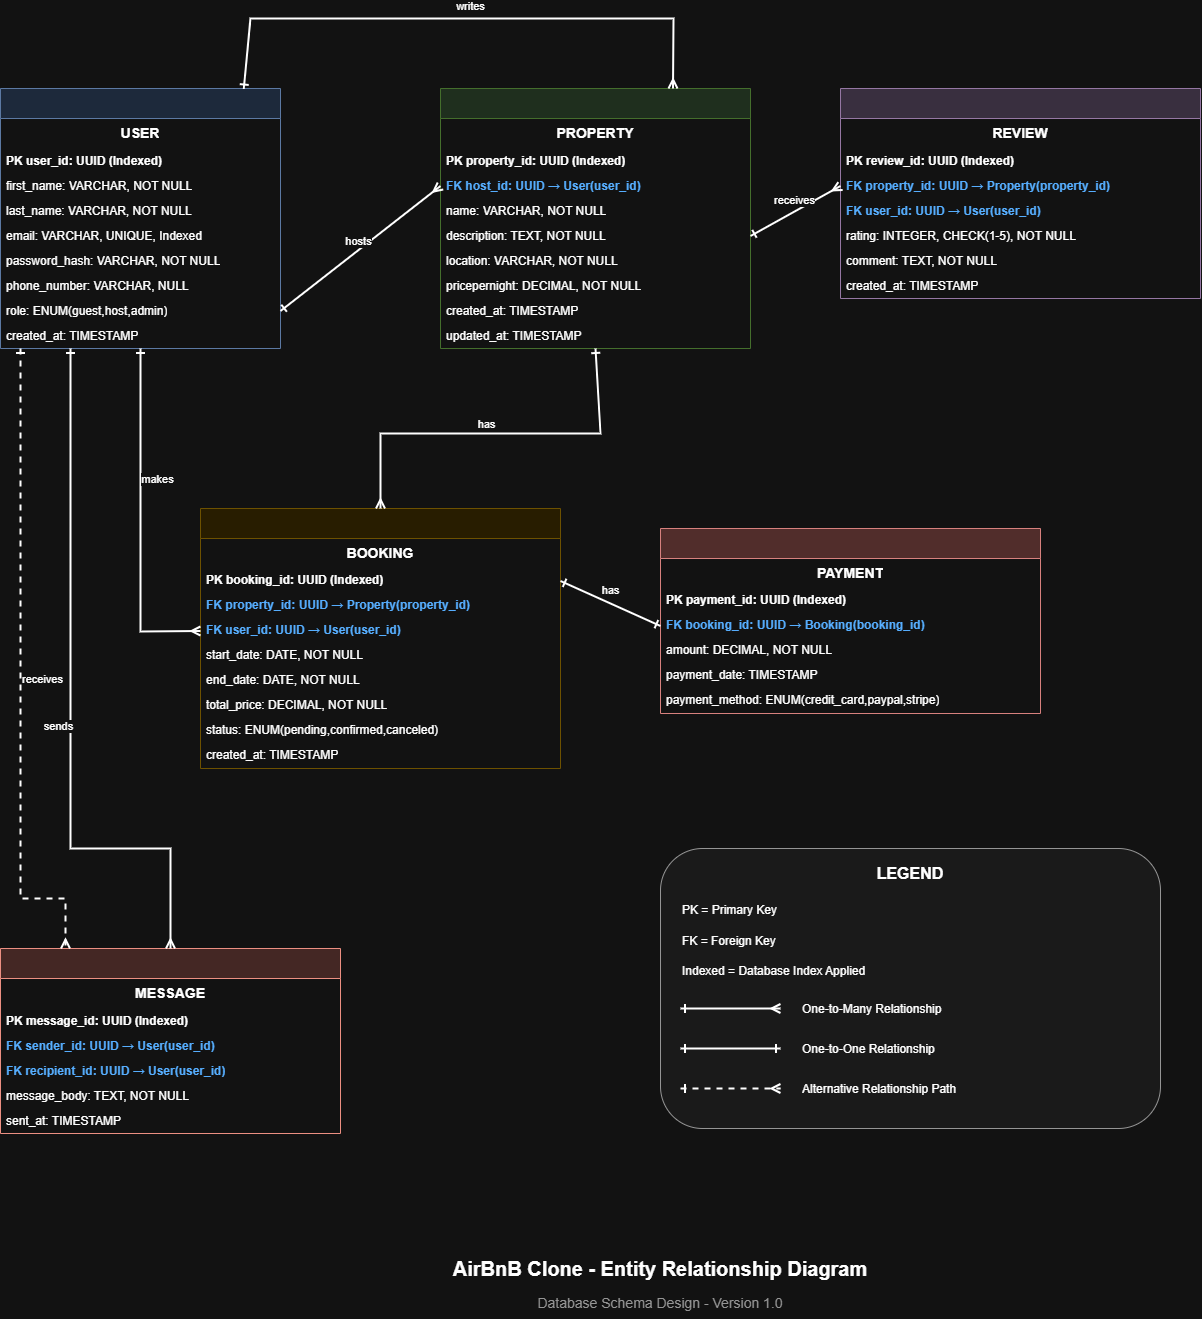 writes
USER
PK user_id: UUID (Indexed)
first_name: VARCHAR, NOT NULL
last_name: VARCHAR, NOT NULL
email: VARCHAR, UNIQUE, Indexed
password_hash: VARCHAR, NOT NULL
phone_number: VARCHAR, NULL
role: ENUM(guest,host,admin)
created_at: TIMESTAMP
hosts
PROPERTY
PK property_id: UUID (Indexed)
FK host_id: UUID → User(user_id)
name: VARCHAR, NOT NULL
description: TEXT, NOT NULL
location: VARCHAR, NOT NULL
pricepernight: DECIMAL, NOT NULL
created_at: TIMESTAMP
updated_at: TIMESTAMP
receives
REVIEW
PK review_id: UUID (Indexed)
FK property_id: UUID → Property(property_id)
FK user_id: UUID → User(user_id)
rating: INTEGER, CHECK(1-5), NOT NULL
comment: TEXT, NOT NULL
created_at: TIMESTAMP
has
makes
BOOKING
PK booking_id: UUID (Indexed)
FK property_id: UUID → Property(property_id)
FK user_id: UUID → User(user_id)
start_date: DATE, NOT NULL
end_date: DATE, NOT NULL
total_price: DECIMAL, NOT NULL
status: ENUM(pending,confirmed,canceled)
created_at: TIMESTAMP
has
PAYMENT
PK payment_id: UUID (Indexed)
FK booking_id: UUID → Booking(booking_id)
amount: DECIMAL, NOT NULL
payment_date: TIMESTAMP
payment_method: ENUM(credit_card,paypal,stripe)
receives
sends
MESSAGE
PK message_id: UUID (Indexed)
FK sender_id: UUID → User(user_id)
FK recipient_id: UUID → User(user_id)
message_body: TEXT, NOT NULL
sent_at: TIMESTAMP
LEGEND
PK = Primary Key
FK = Foreign Key
Indexed = Database Index Applied
One-to-Many Relationship
One-to-One Relationship
Alternative Relationship Path
AirBnB Clone - Entity Relationship Diagram
Database Schema Design - Version 1.0